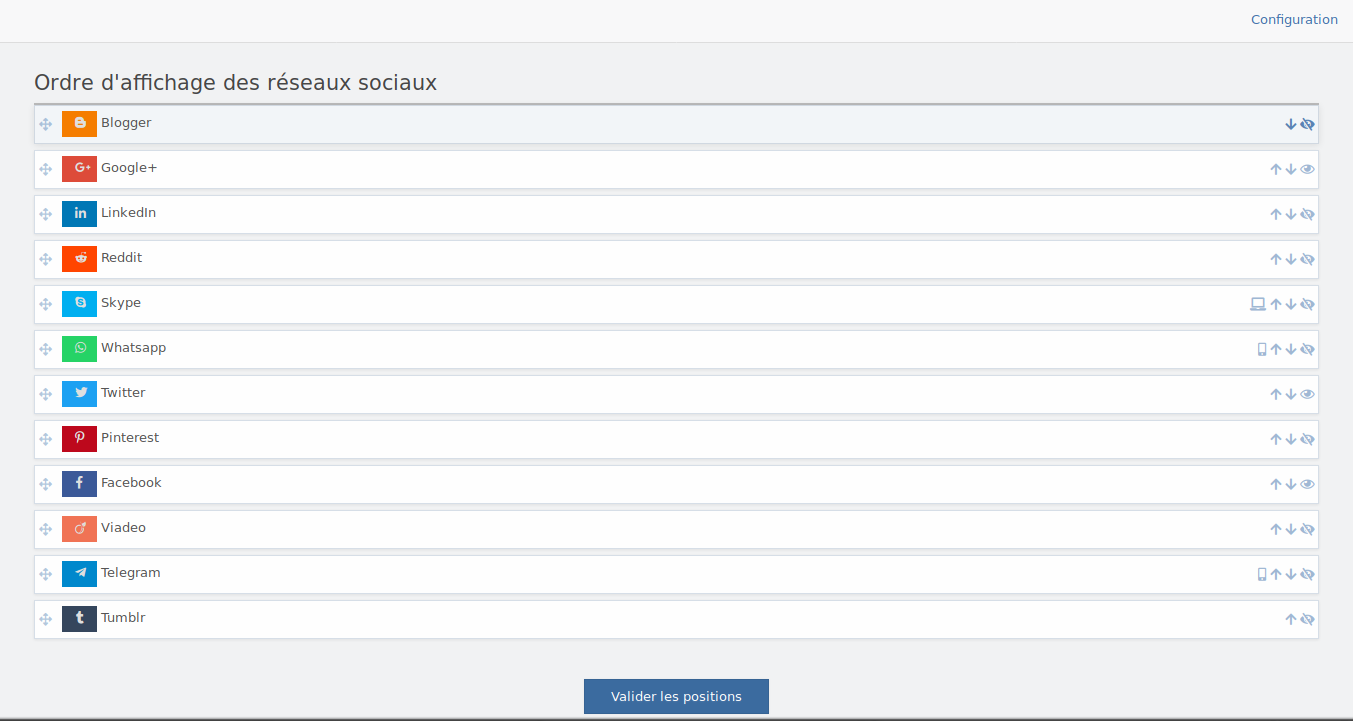 Configuration
Ordre d'affichage des réseaux sociaux
Blogger
G+ Google+
in LinkedIn
Reddit
Skype
Whatsapp
Twitter
Pinterest
f Facebook
Viadeo
Telegram
t Tumblr
Valider les positions